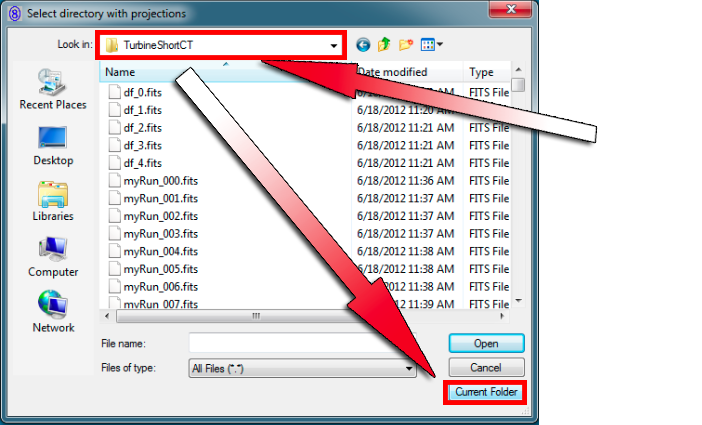 Select directory with projections
Look in: TurbineShortCT
Name Date modified Type
Recent Places
Desktop
Libraries
Computer
Network
df_0.fits FITS File
df_1.fits 6/18/2012 11:20 AM FITS File
df_2.fits 6/18/2012 11:21 AM FITS File
df_3.fits 6/18/2012 11:21 AM FITS File
df_4.fits 6/18/2012 11:21 AM FITS File
myRun_000.fits 6/18/2012 11:36 AM FITS File
myRun_001.fits 6/18/2012 11:37 AM FITS File
myRun_002.fits 6/18/2012 11:37 AM FITS File
myRun_003.fits 6/18/2012 11:37 AM FITS File
myRun_004.fits 6/18/2012 11:38 AM FITS File
myRun_005.fits 6/18/2012 11:38 AM FITS File
myRun_006.fits 6/18/2012 11:38 AM FITS File
myRun_007.fits 6/18/2012 11:39 AM FITS File
File name: Open
Files of type: All Files (*.*) Cancel
Current Folder